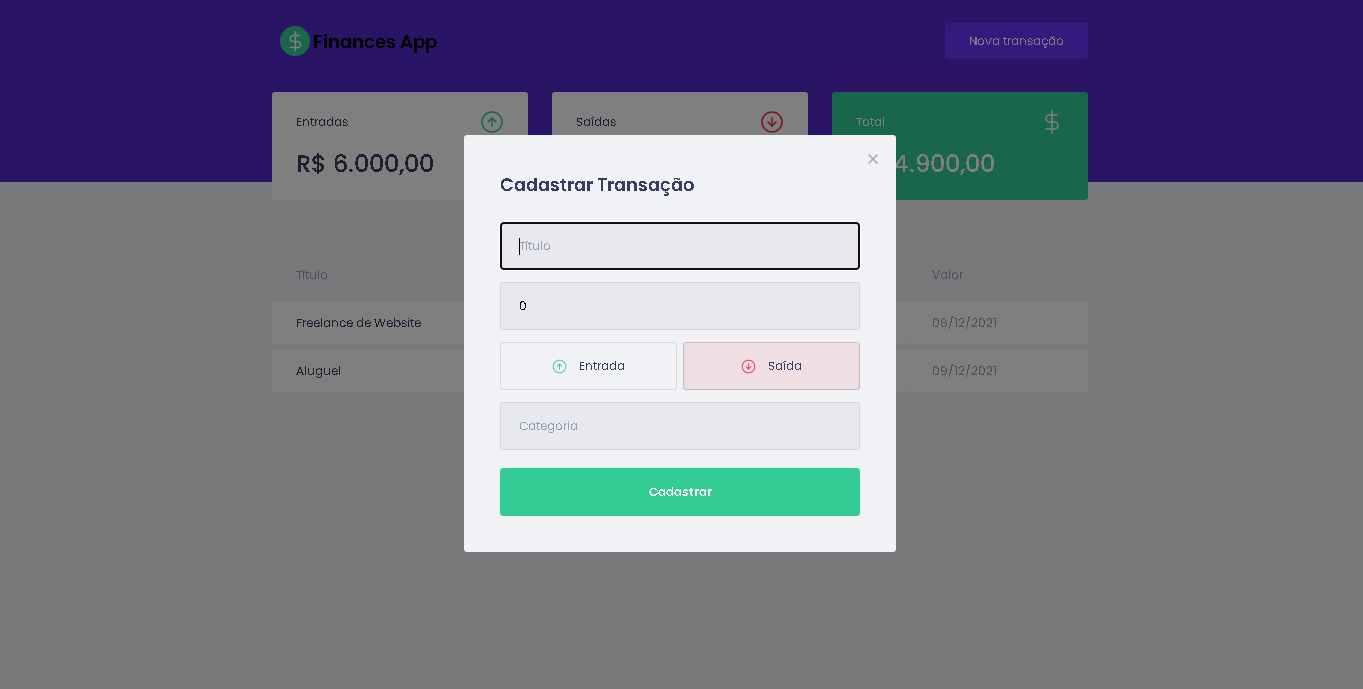 $ Finances App
Nova transação
Entradas
Saídas
Total
R$ 6.000,00
4.900,00
Cadastrar Transação
Título
0
Entrada
Saída
Categoria
Cadastrar
Título
Valor
Freelance de Website
08/12/2021
Aluguel
09/12/2021